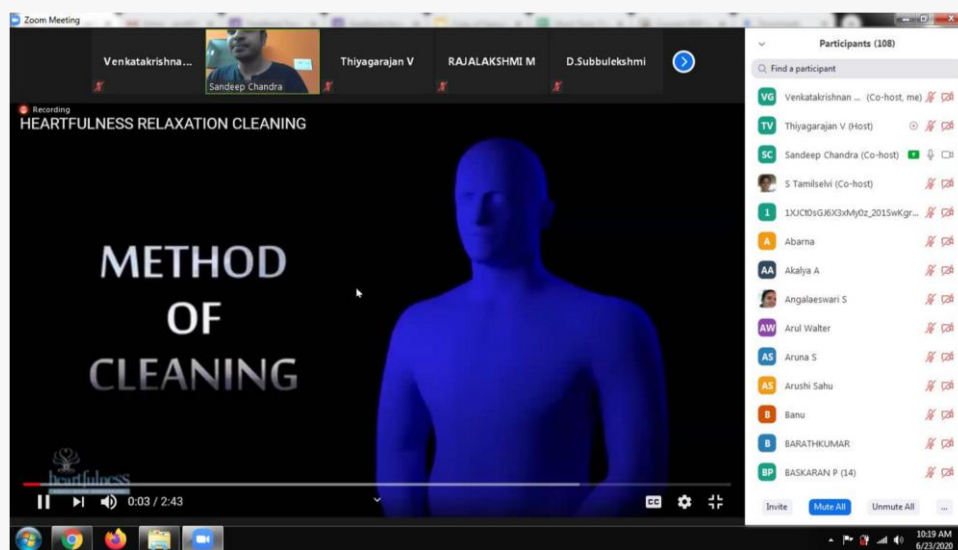 Zoom Meeting
Venkatakrishna...
Sandeep Chandra
Thiyagarajan V
RAJALAKSHMI M
D.Subbulekshmi
Recording
HEARTFULNESS RELAXATION CLEANING
METHOD
OF
CLEANING
heartfulness
0:03 / 2:43
CC
Participants (108)
Find a participant
VG Venkatakrishnan ... (Co-host, me)
TV Thiyagarajan V (Host)
SC Sandeep Chandra (Co-host)
S Tamilselvi (Co-host)
1 1XJCt0sGJ6X3xMy0z_201SwKgr...
A Abarna
AA Akalya A
Angalaeswari S
AW Arul Walter
AS Aruna S
AS Arushi Sahu
B Banu
B BARATHKUMAR
BP BASKARAN P (14)
Invite
Mute All
Unmute All
...
10:19 AM
6/23/2020